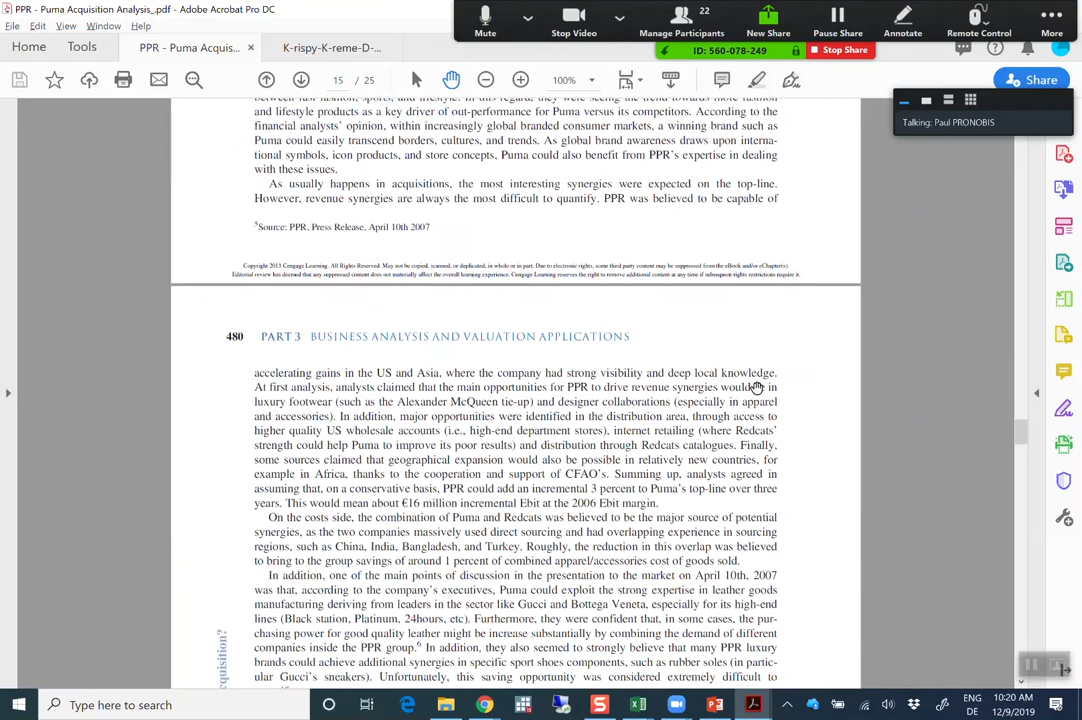 PPR - Puma Acquisition Analysis_.pdf - Adobe Acrobat Pro DC
File Edit View Window Help
Home Tools PPR - Puma Acquis... × K-rispy-K-reme-D-...
Mute Stop Video Manage Participants 22 New Share Pause Share Annotate Remote Control More
ID: 560-078-249 Stop Share
15 / 25 100% Share
Talking: Paul PRONOBIS
between fast fashion, sports, and lifestyle. In this regard, they were seeing the trend towards more fashion
and lifestyle products as a key driver of out-performance for Puma versus its competitors. According to the
financial analysts' opinion, within increasingly global branded consumer markets, a winning brand such as
Puma could easily transcend borders, cultures, and trends. As global brand awareness draws upon interna-
tional symbols, icon products, and store concepts, Puma could also benefit from PPR's expertise in dealing
with these issues.
As usually happens in acquisitions, the most interesting synergies were expected on the top-line.
However, revenue synergies are always the most difficult to quantify. PPR was believed to be capable of
5Source: PPR, Press Release, April 10th 2007
Copyright 2013 Cengage Learning. All Rights Reserved. May not be copied, scanned, or duplicated, in whole or in part. Due to electronic rights, some third party content may be suppressed from the eBook and/or eChapter(s).
Editorial review has deemed that any suppressed content does not materially affect the overall learning experience. Cengage Learning reserves the right to remove additional content at any time if subsequent rights restrictions require it.
480 PART 3 BUSINESS ANALYSIS AND VALUATION APPLICATIONS
accelerating gains in the US and Asia, where the company had strong visibility and deep local knowledge.
At first analysis, analysts claimed that the main opportunities for PPR to drive revenue synergies would in
luxury footwear (such as the Alexander McQueen tie-up) and designer collaborations (especially in apparel
and accessories). In addition, major opportunities were identified in the distribution area, through access to
higher quality US wholesale accounts (i.e., high-end department stores), internet retailing (where Redcats'
strength could help Puma to improve its poor results) and distribution through Redcats catalogues. Finally,
some sources claimed that geographical expansion would also be possible in relatively new countries, for
example in Africa, thanks to the cooperation and support of CFAO's. Summing up, analysts agreed in
assuming that, on a conservative basis, PPR could add an incremental 3 percent to Puma's top-line over three
years. This would mean about €16 million incremental Ebit at the 2006 Ebit margin.
On the costs side, the combination of Puma and Redcats was believed to be the major source of potential
synergies, as the two companies massively used direct sourcing and had overlapping experience in sourcing
regions, such as China, India, Bangladesh, and Turkey. Roughly, the reduction in this overlap was believed
to bring to the group savings of around 1 percent of combined apparel/accessories cost of goods sold.
In addition, one of the main points of discussion in the presentation to the market on April 10th, 2007
was that, according to the company's executives, Puma could exploit the strong expertise in leather goods
manufacturing deriving from leaders in the sector like Gucci and Bottega Veneta, especially for its high-end
lines (Black station, Platinum, 24hours, etc). Furthermore, they were confident that, in some cases, the pur-
chasing power for good quality leather might be increase substantially by combining the demand of different
companies inside the PPR group.6 In addition, they also seemed to strongly believe that many PPR luxury
brands could achieve additional synergies in specific sport shoes components, such as rubber soles (in partic-
ular Gucci's sneakers). Unfortunately, this saving opportunity was considered extremely difficult to
cquisition?
Type here to search
ENG 10:20 AM
DE 12/9/2019